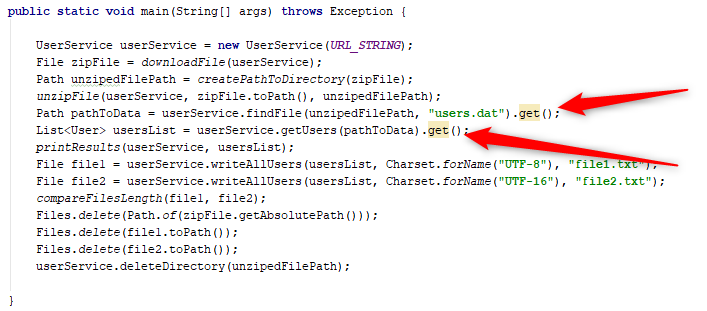 public static void main(String[] args) throws Exception {
UserService userService = new UserService(URL_STRING);
File zipFile = downloadFile(userService);
Path unzipedFilePath = createPathToDirectory(zipFile);
unzipFile(userService, zipFile.toPath(), unzipedFilePath);
Path pathToData = userService.findFile(unzipedFilePath, "users.dat").get();
List<User> usersList = userService.getUsers(pathToData).get();
printResults(userService, usersList);
File file1 = userService.writeAllUsers(usersList, Charset.forName("UTF-8"), "file1.txt");
File file2 = userService.writeAllUsers(usersList, Charset.forName("UTF-16"), "file2.txt");
compareFilesLength(file1, file2);
Files.delete(Path.of(zipFile.getAbsolutePath()));
Files.delete(file1.toPath());
Files.delete(file2.toPath());
userService.deleteDirectory(unzipedFilePath);
}